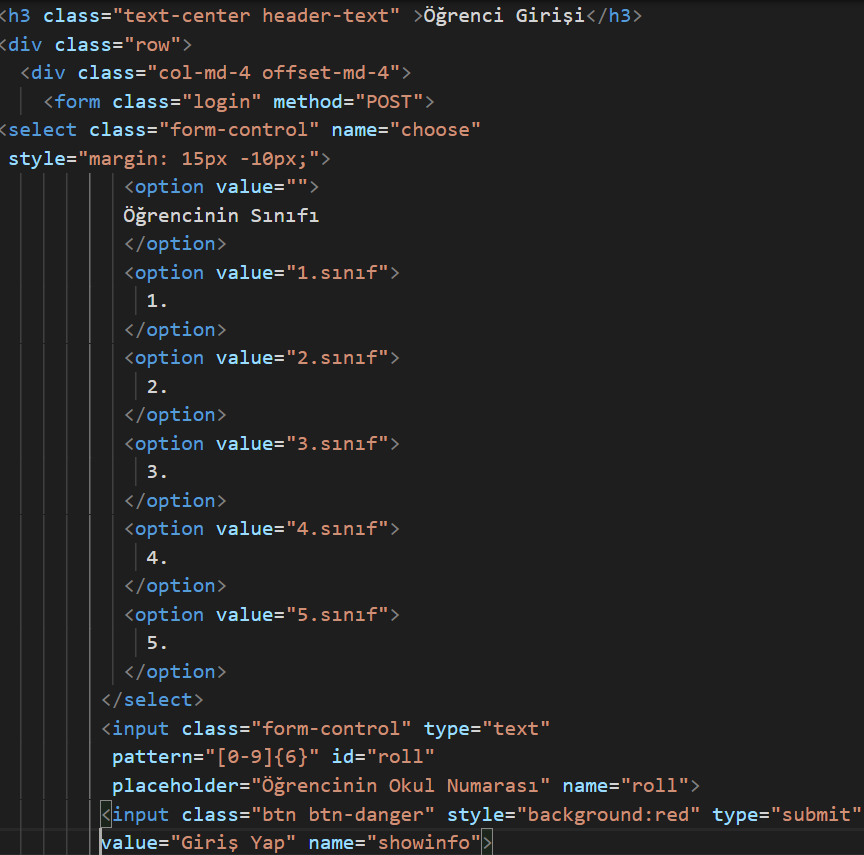 <h3 class="text-center header-text" >Öğrenci Girişi</h3>
<div class="row">
<div class="col-md-4 offset-md-4">
<form class="login" method="POST">
<select class="form-control" name="choose"
style="margin: 15px -10px;">
<option value="">
Öğrencinin Sınıfı
</option>
<option value="1.sınıf">
1.
</option>
<option value="2.sınıf">
2.
</option>
<option value="3.sınıf">
3.
</option>
<option value="4.sınıf">
4.
</option>
<option value="5.sınıf">
5.
</option>
</select>
<input class="form-control" type="text"
pattern="[0-9]{6}" id="roll"
placeholder="Öğrencinin Okul Numarası" name="roll">
<input class="btn btn-danger" style="background:red" type="submit"
value="Giriş Yap" name="showinfo">